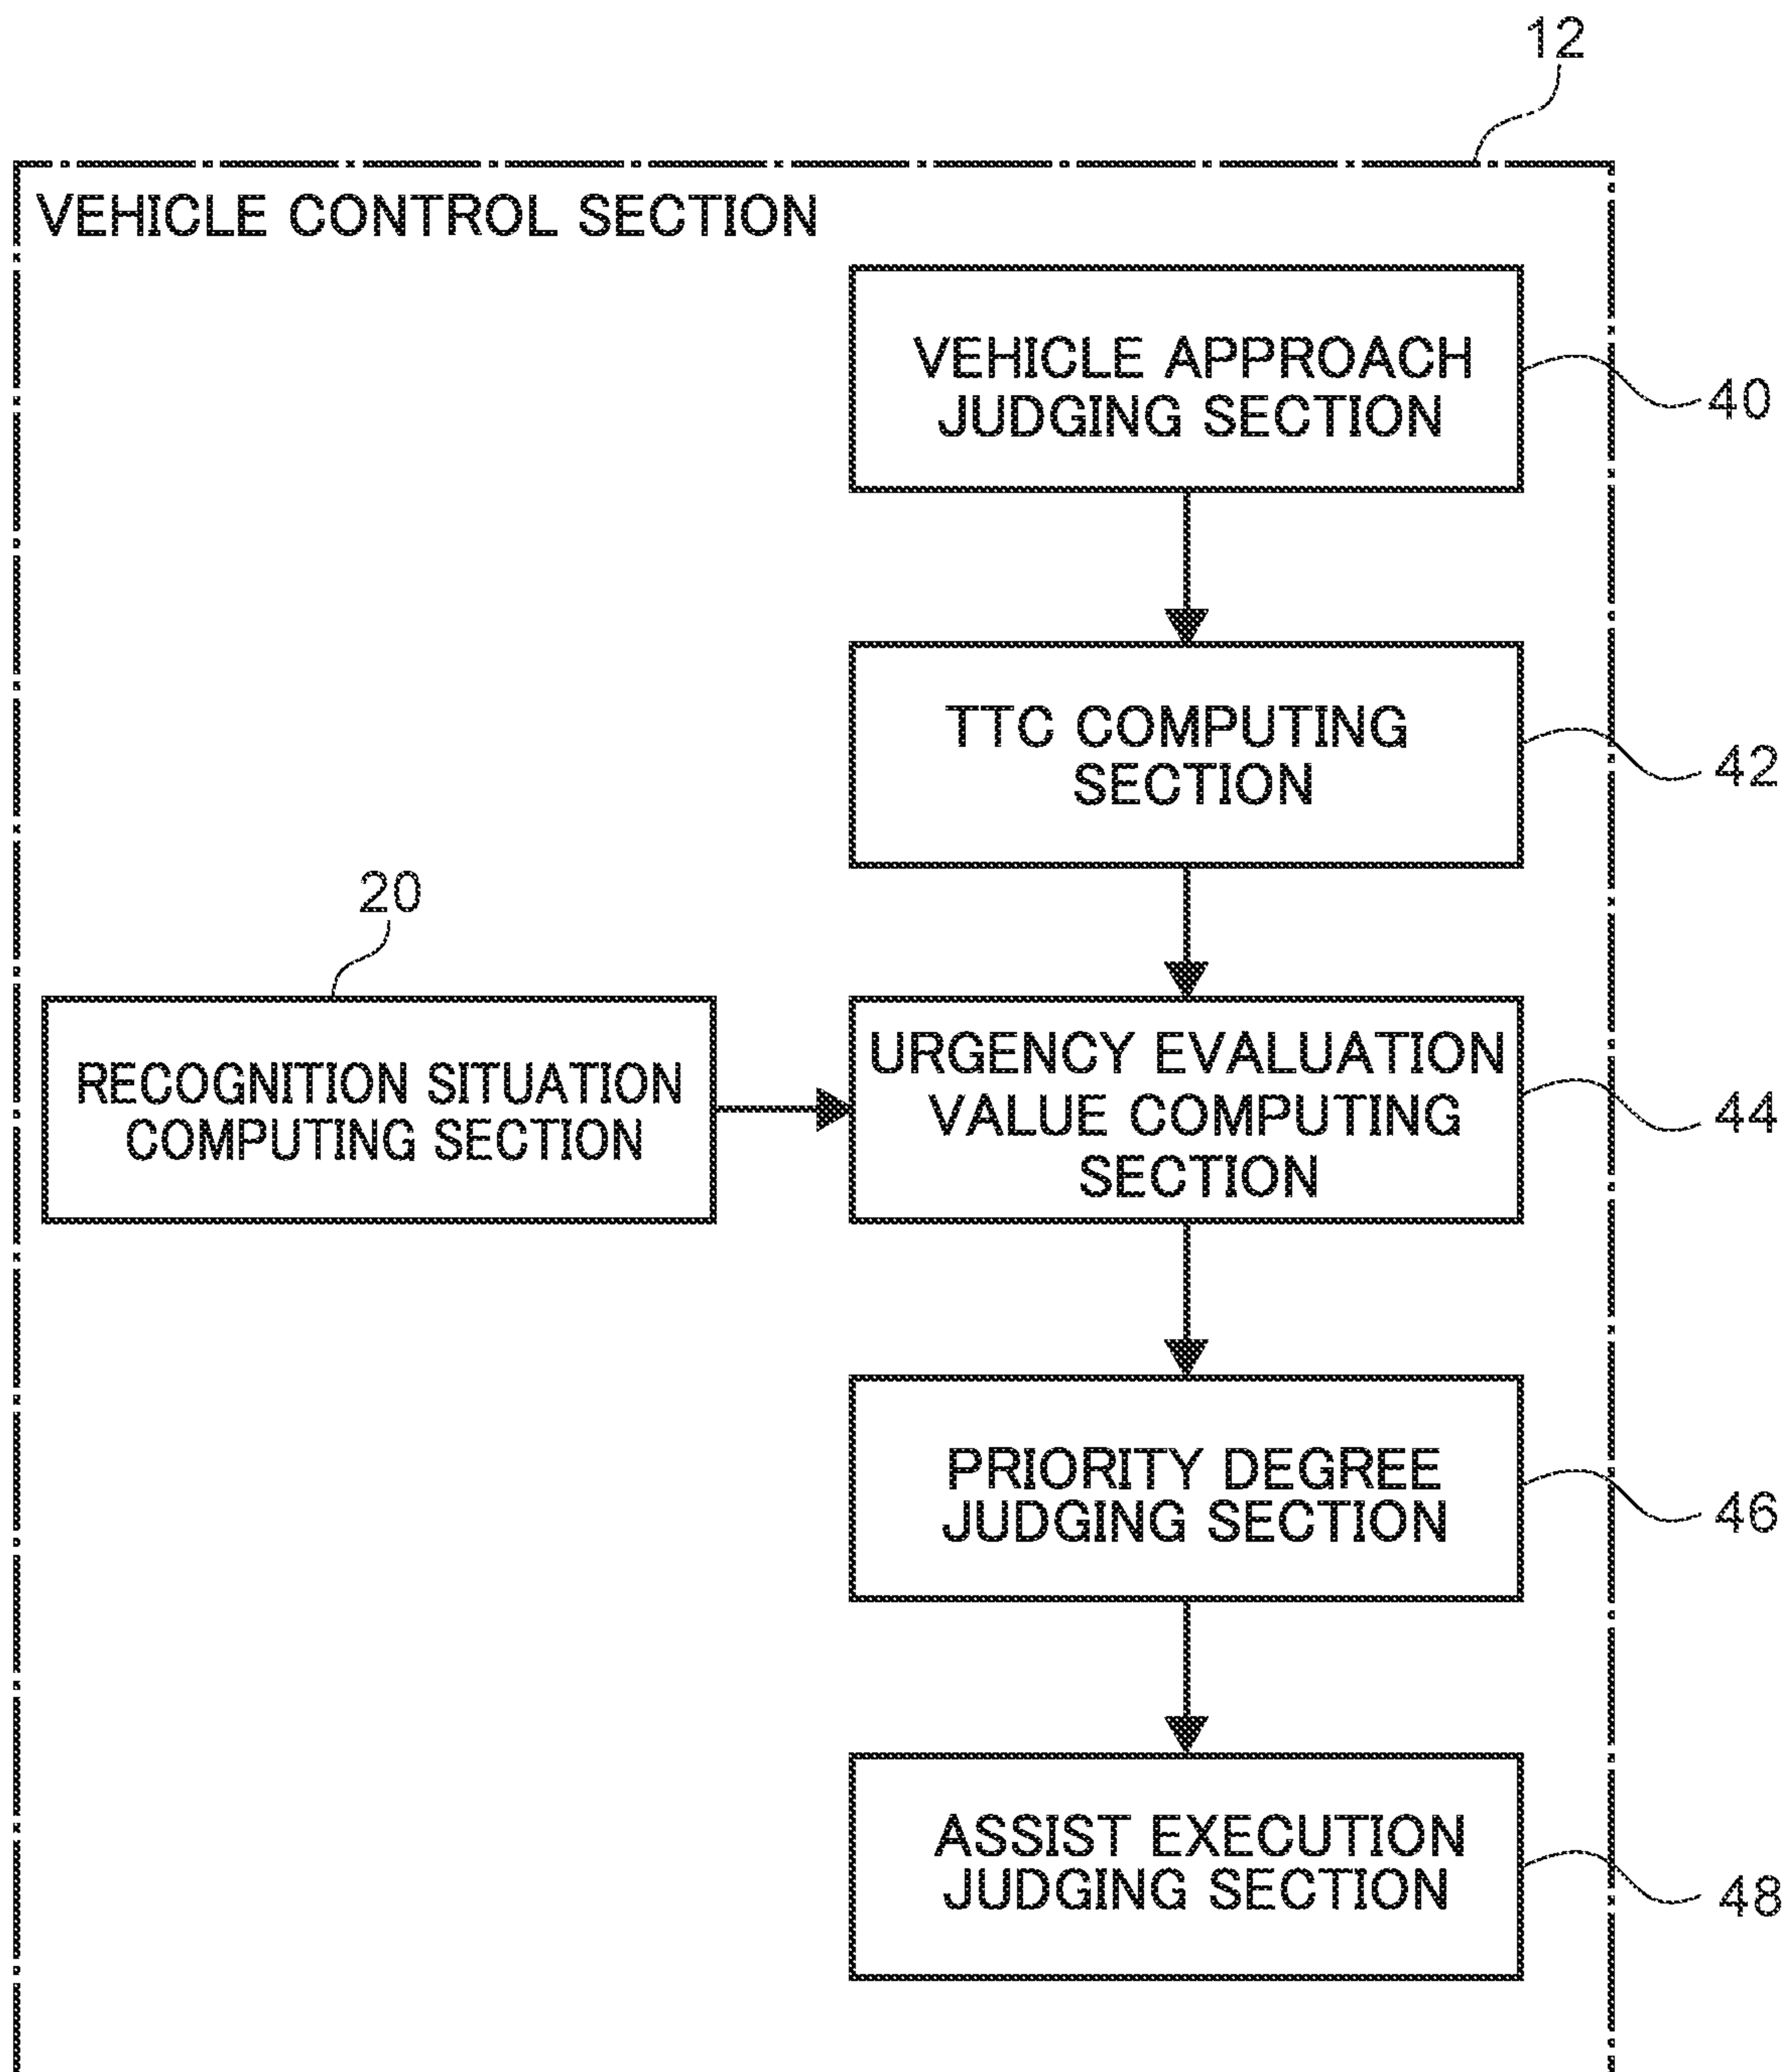 12
VEHICLE CONTROL SECTION
VEHICLE APPROACH
JUDGING SECTION
40
TTC COMPUTING
SECTION
42
20
RECOGNITION SITUATION
COMPUTING SECTION
URGENCY EVALUATION
VALUE COMPUTING
SECTION
44
PRIORITY DEGREE
JUDGING SECTION
46
ASSIST EXECUTION
JUDGING SECTION
48